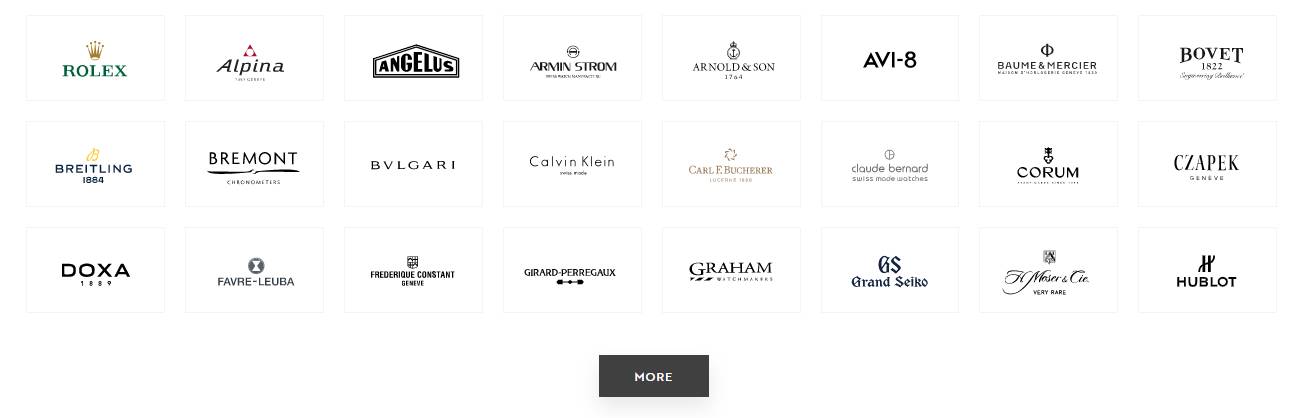 ROLEX
Alpina
1883 GENEVE
ANGELUS
ARMIN STROM
SWISS WATCH MANUFACTURE
ARNOLD & SON
1764
AVI-8
BAUME & MERCIER
MAISON D'HORLOGERIE GENEVE 1830
BOVET
1822
Engineering Brilliance
BREITLING
1884
BREMONT
CHRONOMETERS
BVLGARI
Calvin Klein
swiss made
CARL F. BUCHERER
LUCERNE 1888
claude bernard
swiss made watches
CORUM
CZAPEK
GENEVE
DOXA
1889
FAVRE-LEUBA
FREDERIQUE CONSTANT
GENEVE
GIRARD-PERREGAUX
GRAHAM
WATCHMAKERS
GS
Grand Seiko
H. Moser & Cie.
VERY RARE
H
HUBLOT
MORE